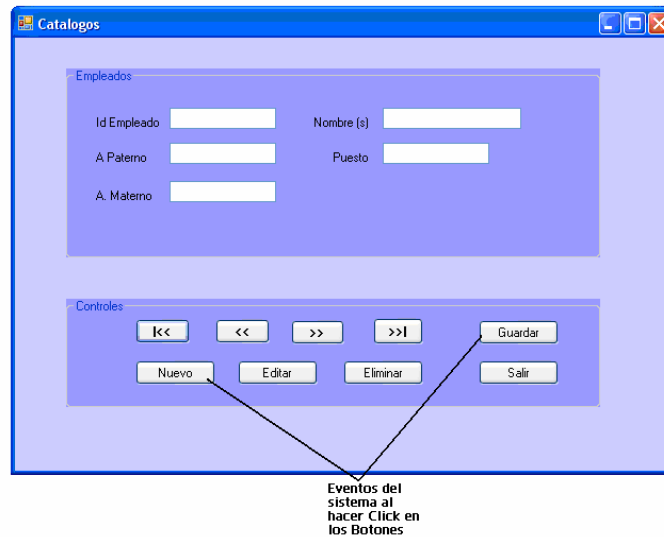 Catalogos
Empleados
Id Empleado
Nombre (s)
A Paterno
Puesto
A. Materno
Controles
I<<
<<
>>
>>I
Guardar
Nuevo
Editar
Eliminar
Salir
Eventos del
sistema al
hacer Click en
los Botones